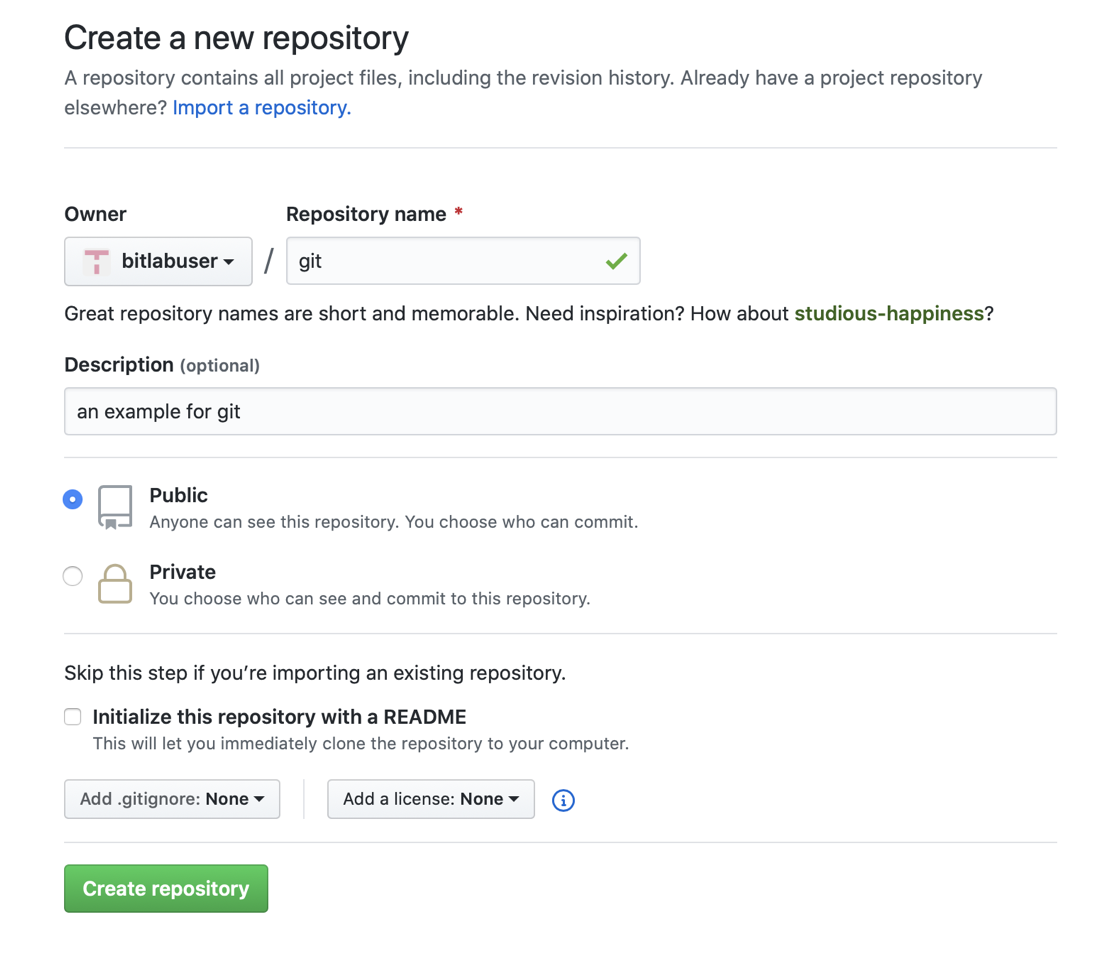 Create a new repository
A repository contains all project files, including the revision history. Already have a project repository
elsewhere? Import a repository.
Owner
Repository name *
bitlabuser
/
git
Great repository names are short and memorable. Need inspiration? How about studious-happiness?
Description (optional)
an example for git
Public
Anyone can see this repository. You choose who can commit.
Private
You choose who can see and commit to this repository.
Skip this step if you’re importing an existing repository.
Initialize this repository with a README
This will let you immediately clone the repository to your computer.
Add .gitignore: None
Add a license: None
Create repository